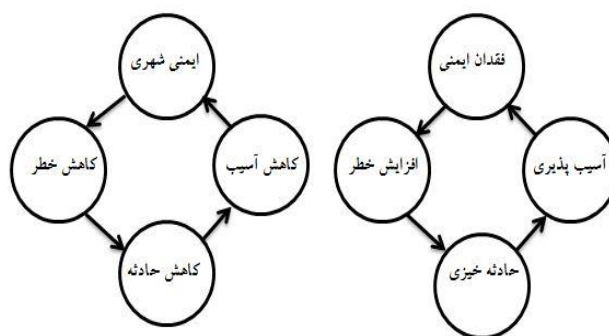 فقدان ایمنی
ایمنی شهری
آسیب پذیری
افزایش خطر
کاهش آسیب
کاهش خطر
حادثه خیزی
کاهش حادثه